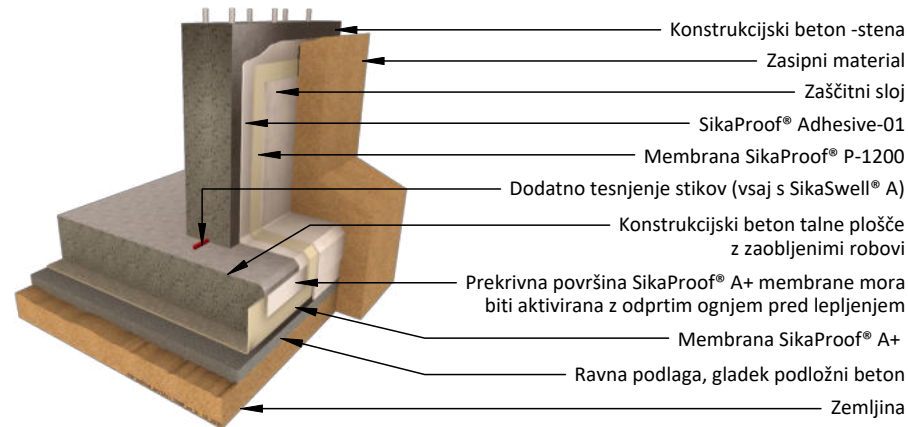 Konstrukcijski beton -stena
Zasipni material
Zaščitni sloj
SikaProof® Adhesive-01
Membrana SikaProof® P-1200
Dodatno tesnjenje stikov (vsaj s SikaSwell® A)
Konstrukcijski beton talne plošče
z zaobljenimi robovi
Prekrivna površina SikaProof® A+ membrane mora
biti aktivirana z odprtim ognjem pred lepljenjem
Membrana SikaProof® A+
Ravna podlaga, gladek podložni beton
Zemljina